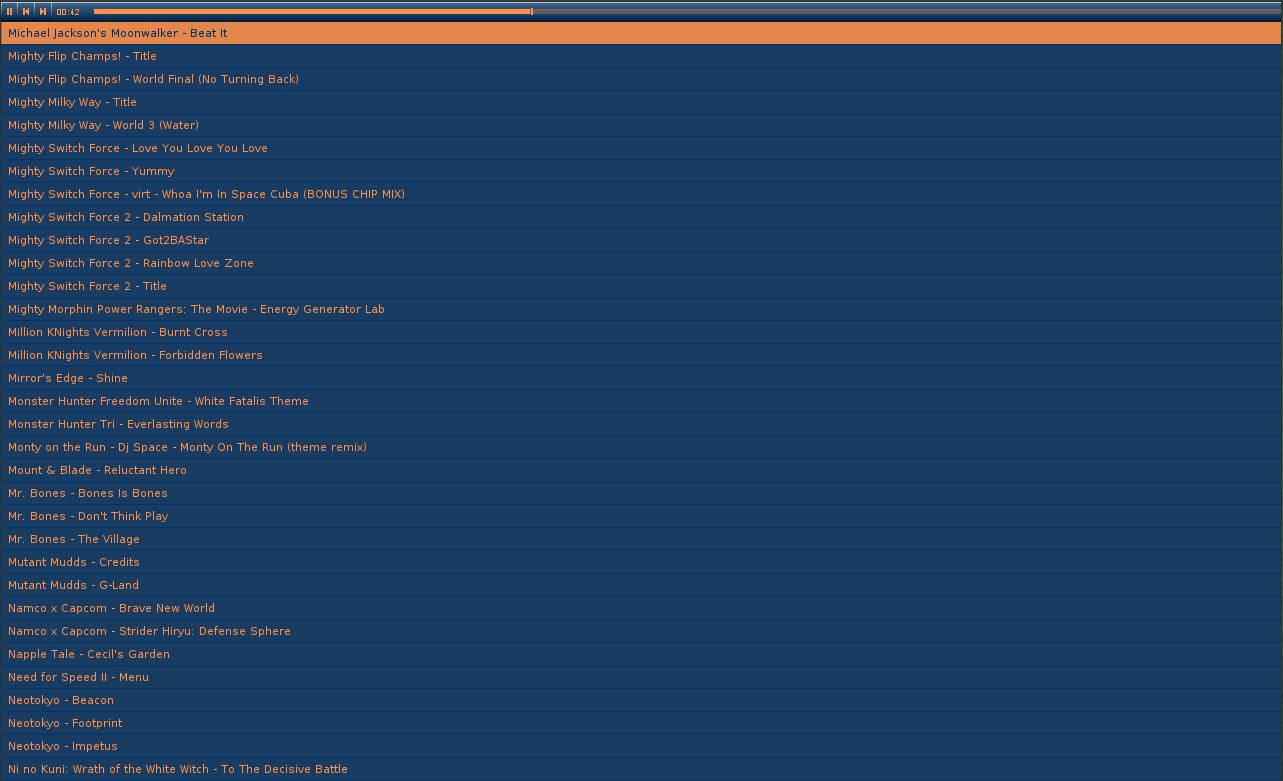 00:42
Michael Jackson's Moonwalker - Beat It
Mighty Flip Champs! - Title
Mighty Flip Champs! - World Final (No Turning Back)
Mighty Milky Way - Title
Mighty Milky Way - World 3 (Water)
Mighty Switch Force - Love You Love You Love
Mighty Switch Force - Yummy
Mighty Switch Force - virt - Whoa I'm In Space Cuba (BONUS CHIP MIX)
Mighty Switch Force 2 - Dalmation Station
Mighty Switch Force 2 - Got2BAStar
Mighty Switch Force 2 - Rainbow Love Zone
Mighty Switch Force 2 - Title
Mighty Morphin Power Rangers: The Movie - Energy Generator Lab
Million KNights Vermilion - Burnt Cross
Million KNights Vermilion - Forbidden Flowers
Mirror's Edge - Shine
Monster Hunter Freedom Unite - White Fatalis Theme
Monster Hunter Tri - Everlasting Words
Monty on the Run - Dj Space - Monty On The Run (theme remix)
Mount & Blade - Reluctant Hero
Mr. Bones - Bones Is Bones
Mr. Bones - Don't Think Play
Mr. Bones - The Village
Mutant Mudds - Credits
Mutant Mudds - G-Land
Namco x Capcom - Brave New World
Namco x Capcom - Strider Hiryu: Defense Sphere
Napple Tale - Cecil's Garden
Need for Speed II - Menu
Neotokyo - Beacon
Neotokyo - Footprint
Neotokyo - Impetus
Ni no Kuni: Wrath of the White Witch - To The Decisive Battle